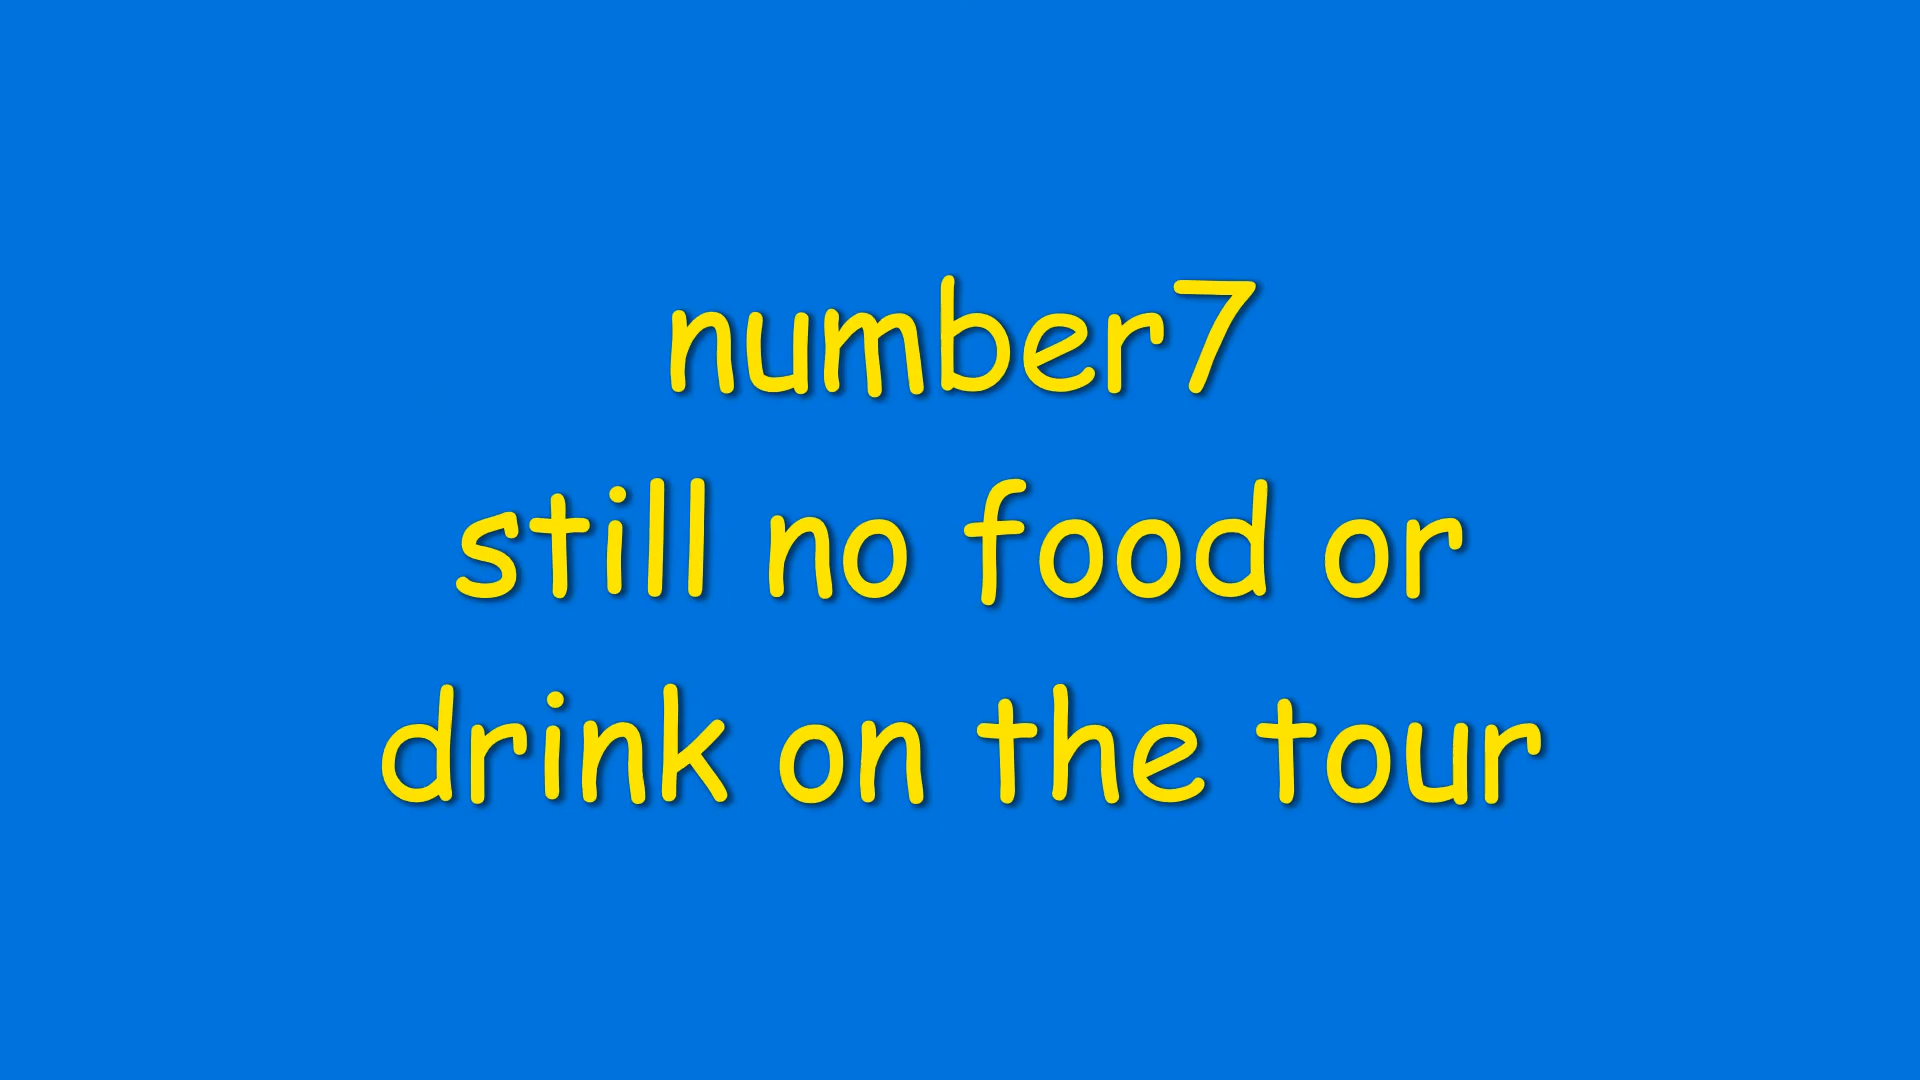 number7
still no food or
drink on the tour